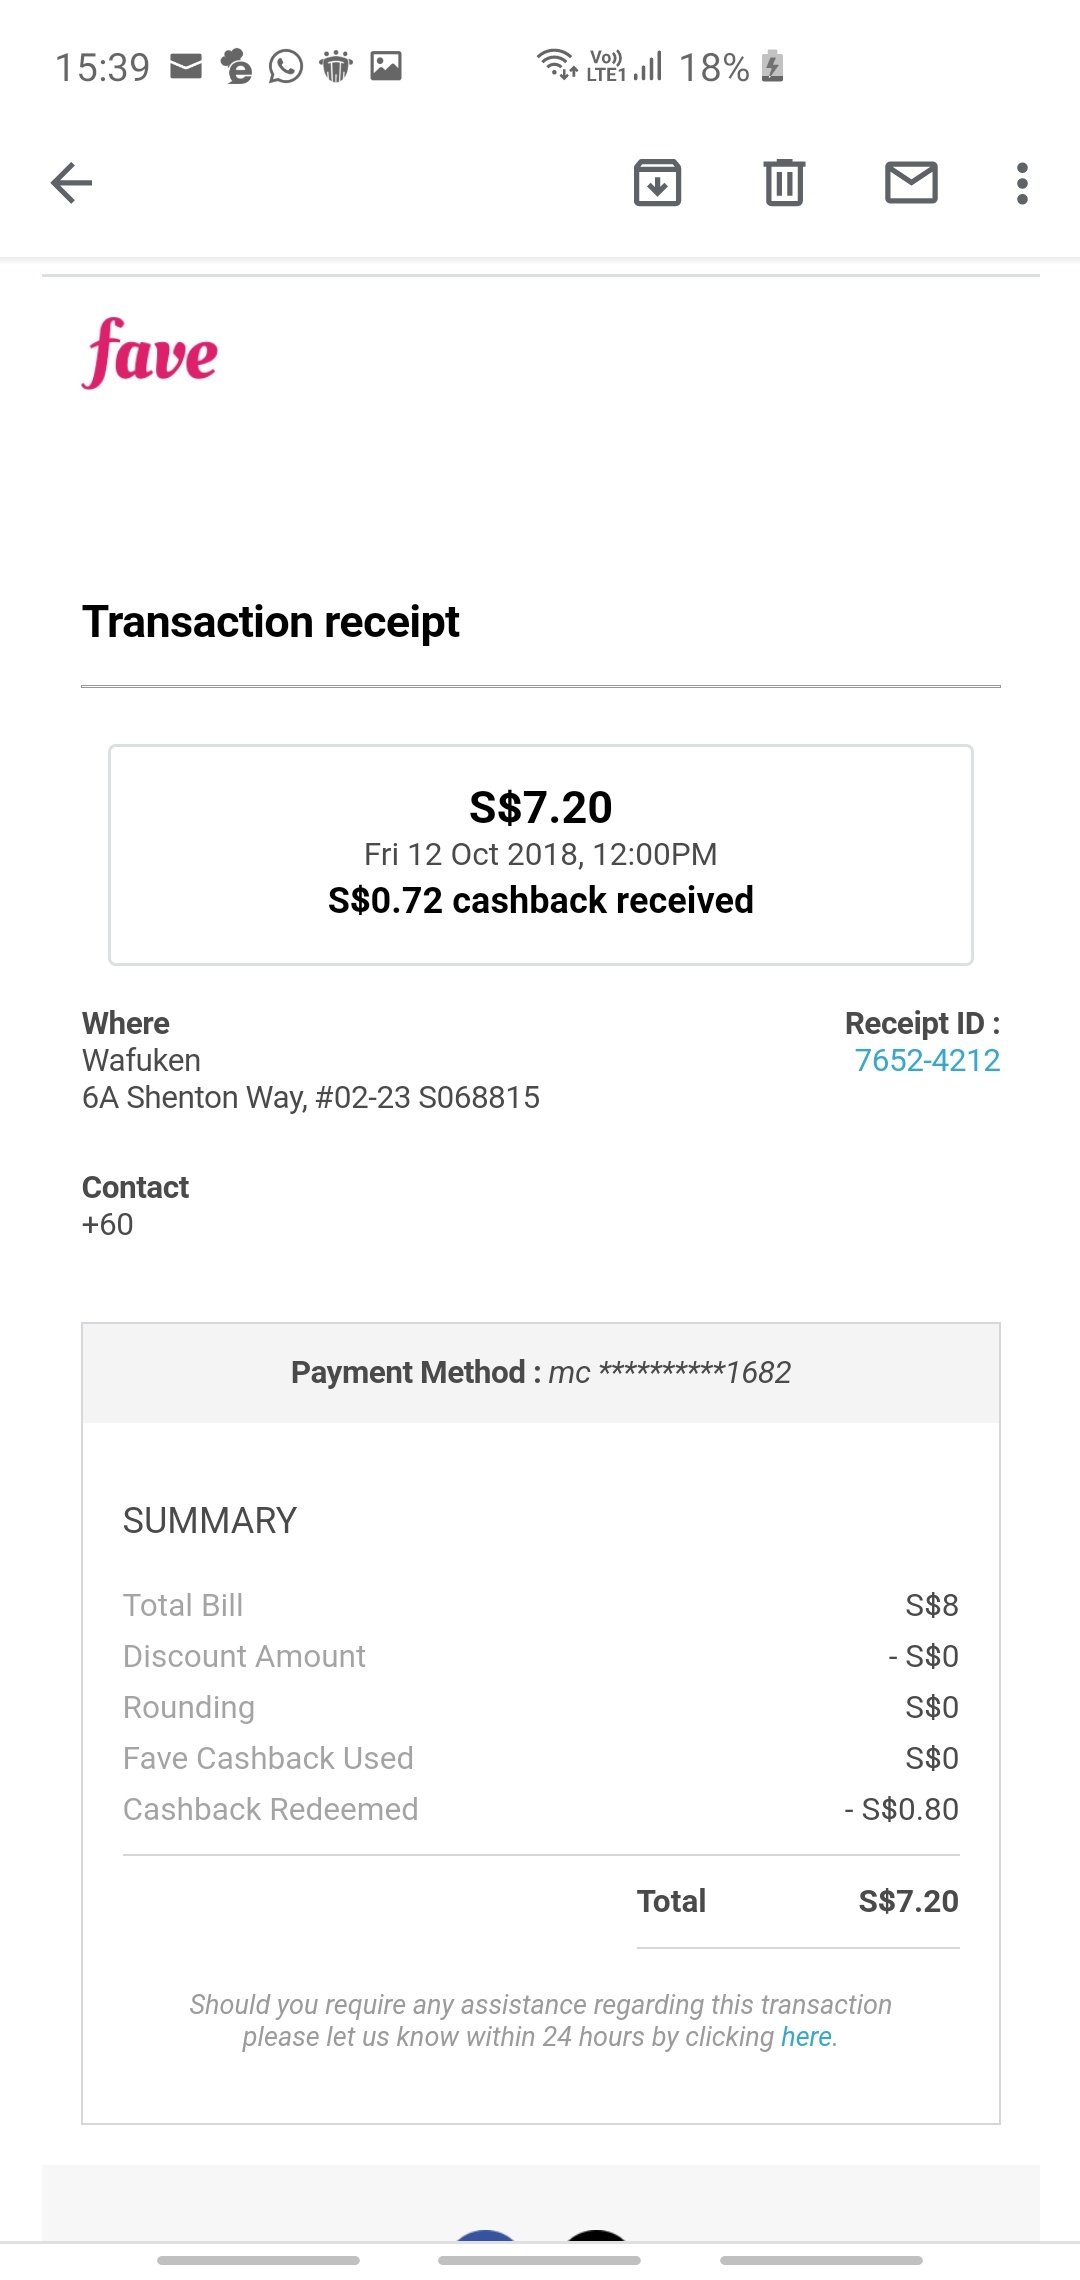 15:39 Vo)) LTE1 18%
fave
Transaction receipt
S$7.20
Fri 12 Oct 2018, 12:00PM
S$0.72 cashback received
Where
Receipt ID :
Wafuken
7652-4212
6A Shenton Way, #02-23 S068815
Contact
+60
Payment Method : mc **********1682
SUMMARY
Total Bill S$8
Discount Amount - S$0
Rounding S$0
Fave Cashback Used S$0
Cashback Redeemed - S$0.80
Total S$7.20
Should you require any assistance regarding this transaction
please let us know within 24 hours by clicking here.